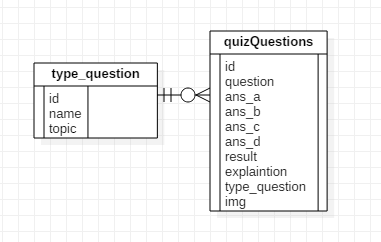 type_question
id
name
topic
quizQuestions
id
question
ans_a
ans_b
ans_c
ans_d
result
explaintion
type_question
img